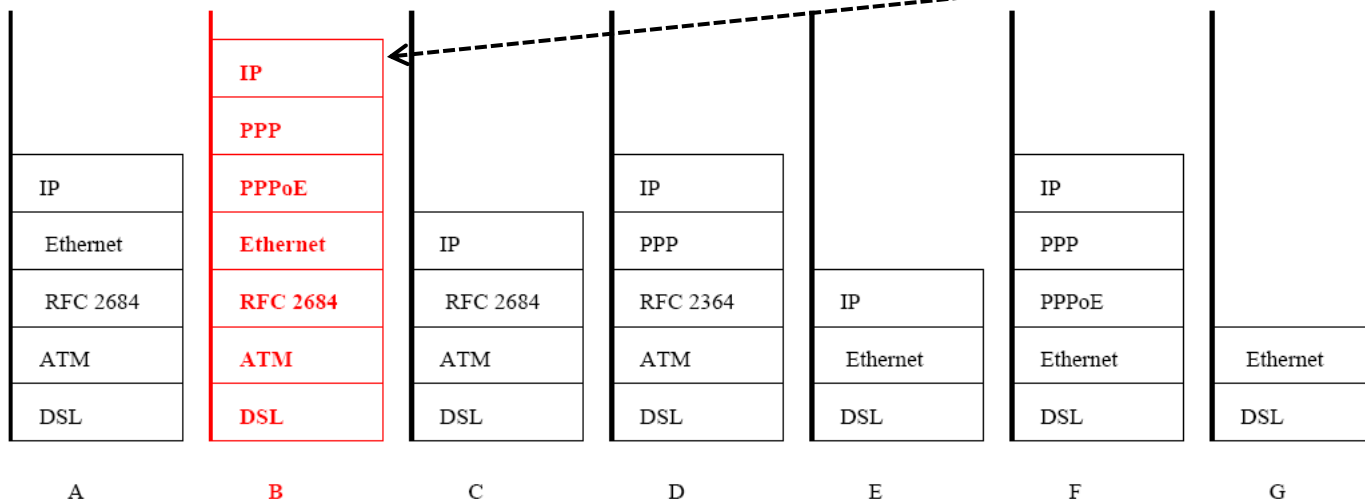 IP
PPP
IP PPPoE IP IP
Ethernet Ethernet IP PPP PPP
RFC 2684 RFC 2684 RFC 2684 RFC 2364 IP PPPoE
ATM ATM ATM ATM Ethernet Ethernet Ethernet
DSL DSL DSL DSL DSL DSL DSL
A B C D E F G